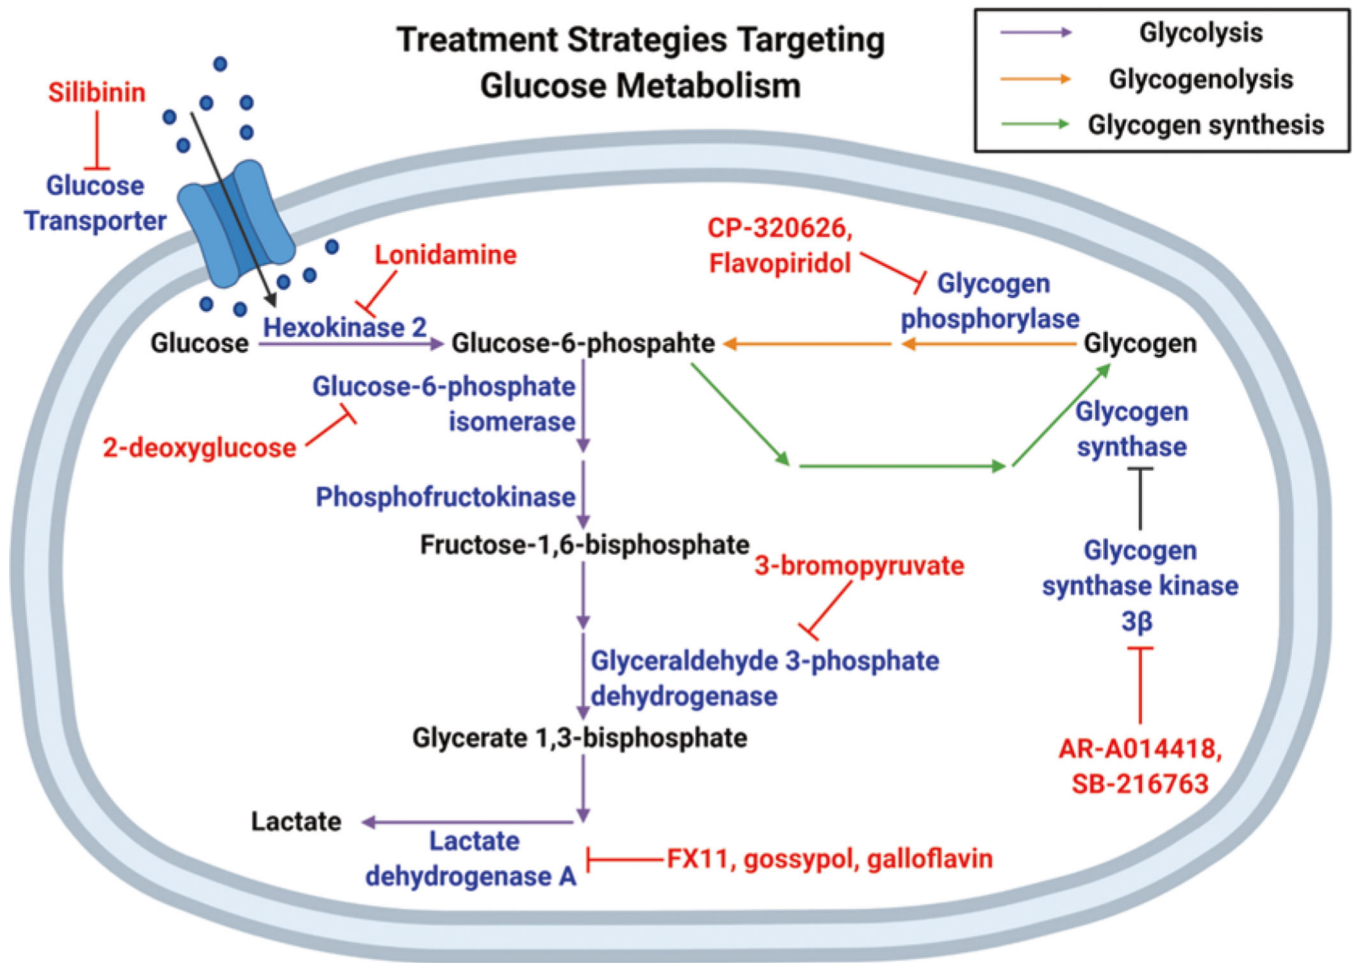 Treatment Strategies Targeting
Glucose Metabolism
Glycolysis
Glycogenolysis
Glycogen synthesis
Silibinin
Glucose
Transporter
Lonidamine
CP-320626,
Flavopiridol
Glycogen
phosphorylase
Hexokinase 2
Glucose
Glucose-6-phospahte
Glycogen
Glucose-6-phosphate
isomerase
2-deoxyglucose
Glycogen
synthase
Phosphofructokinase
Fructose-1,6-bisphosphate
3-bromopyruvate
Glycogen
synthase kinase
3β
Glyceraldehyde 3-phosphate
dehydrogenase
Glycerate 1,3-bisphosphate
AR-A014418,
SB-216763
Lactate
Lactate
dehydrogenase A
FX11, gossypol, galloflavin